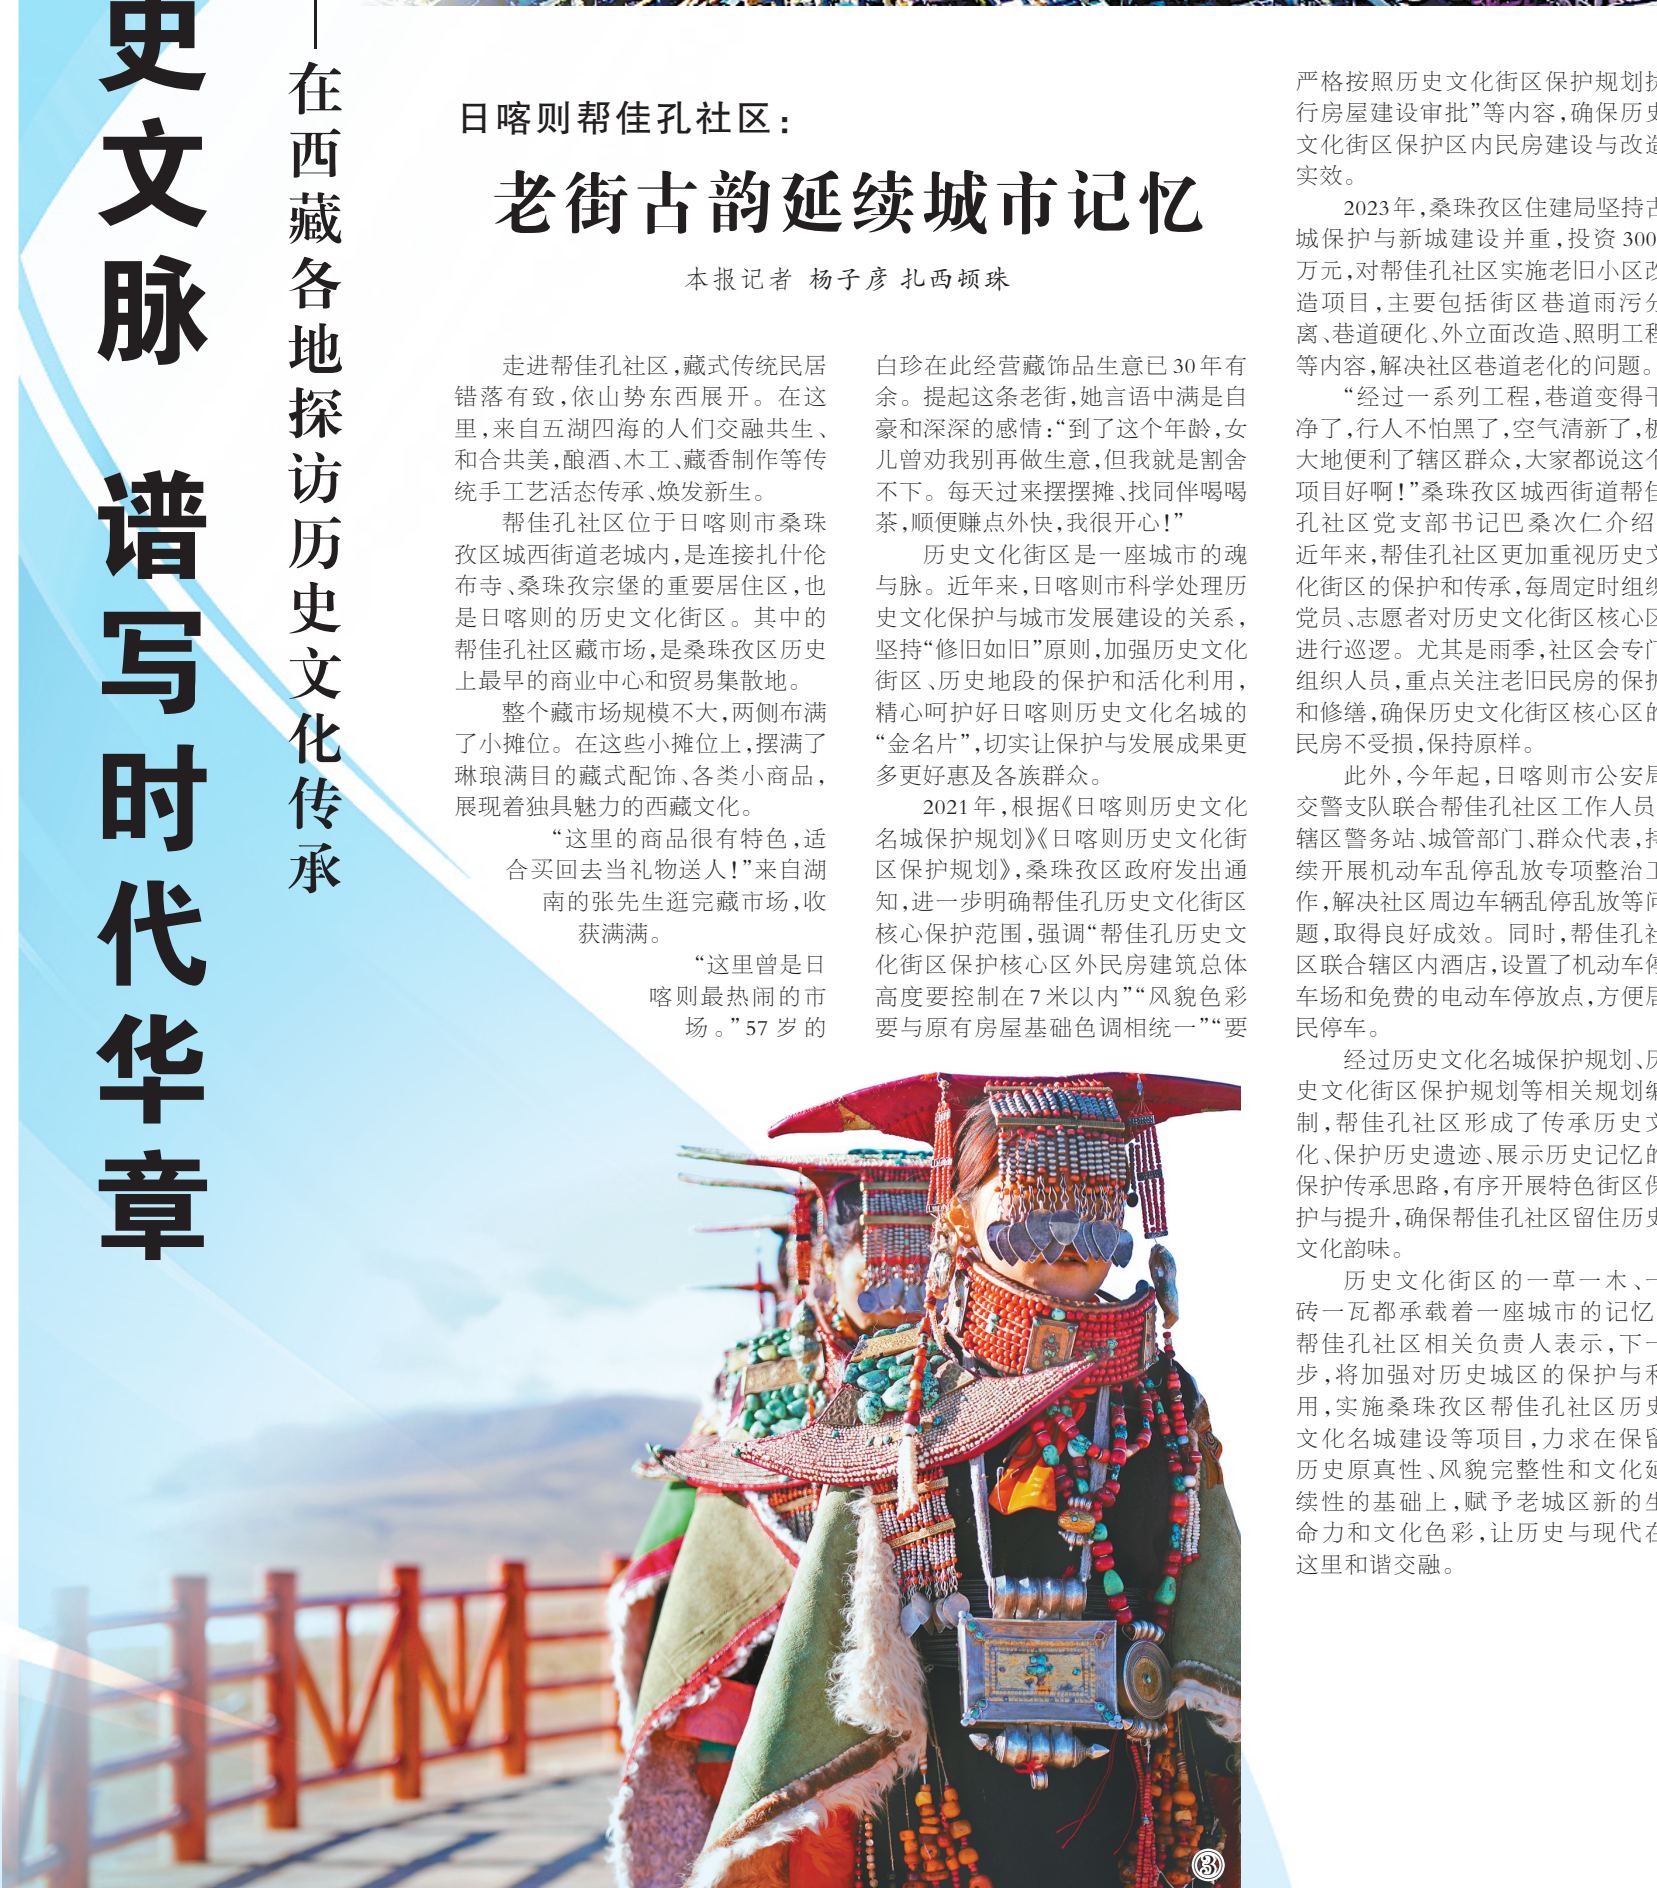 史文脉 谱写时代华章
——在西藏各地探访历史文化传承
日喀则帮佳孔社区：
老街古韵延续城市记忆
本报记者 杨子彦 扎西顿珠
走进帮佳孔社区，藏式传统民居
错落有致，依山势东西展开。在这
里，来自五湖四海的人们交融共生、
和合共美，酿酒、木工、藏香制作等传
统手工艺活态传承、焕发新生。
帮佳孔社区位于日喀则市桑珠
孜区城西街道老城内，是连接扎什伦
布寺、桑珠孜宗堡的重要居住区，也
是日喀则的历史文化街区。其中的
帮佳孔社区藏市场，是桑珠孜区历史
上最早的商业中心和贸易集散地。
整个藏市场规模不大，两侧布满
了小摊位。在这些小摊位上，摆满了
琳琅满目的藏式配饰、各类小商品，
展现着独具魅力的西藏文化。
“这里的商品很有特色，适
合买回去当礼物送人！”来自湖
南的张先生逛完藏市场，收
获满满。
“这里曾是日
喀则最热闹的市
场。”57岁的
白珍在此经营藏饰品生意已30年有
余。提起这条老街，她言语中满是自
豪和深深的感情：“到了这个年龄，女
儿曾劝我别再做生意，但我就是割舍
不下。每天过来摆摆摊、找同伴喝喝
茶，顺便赚点外快，我很开心！”
历史文化街区是一座城市的魂
与脉。近年来，日喀则市科学处理历
史文化保护与城市发展建设的关系，
坚持“修旧如旧”原则，加强历史文化
街区、历史地段的保护和活化利用，
精心呵护好日喀则历史文化名城的
“金名片”，切实让保护与发展成果更
多更好惠及各族群众。
2021年，根据《日喀则历史文化
名城保护规划》《日喀则历史文化街
区保护规划》，桑珠孜区政府发出通
知，进一步明确帮佳孔历史文化街区
核心保护范围，强调“帮佳孔历史文
化街区保护核心区外民房建筑总体
高度要控制在7米以内”“风貌色彩
要与原有房屋基础色调相统一”“要
严格按照历史文化街区保护规划执
行房屋建设审批”等内容，确保历史
文化街区保护区内民房建设与改造
实效。
2023年，桑珠孜区住建局坚持古
城保护与新城建设并重，投资300
万元，对帮佳孔社区实施老旧小区改
造项目，主要包括街区巷道雨污分
离、巷道硬化、外立面改造、照明工程
等内容，解决社区巷道老化的问题。
“经过一系列工程，巷道变得干
净了，行人不怕黑了，空气清新了，极
大地便利了辖区群众，大家都说这个
项目好啊！”桑珠孜区城西街道帮佳
孔社区党支部书记巴桑次仁介绍
近年来，帮佳孔社区更加重视历史文
化街区的保护和传承，每周定时组织
党员、志愿者对历史文化街区核心区
进行巡逻。尤其是雨季，社区会专门
组织人员，重点关注老旧民房的保护
和修缮，确保历史文化街区核心区的
民房不受损，保持原样。
此外，今年起，日喀则市公安局
交警支队联合帮佳孔社区工作人员
辖区警务站、城管部门、群众代表，持
续开展机动车乱停乱放专项整治工
作，解决社区周边车辆乱停乱放等问
题，取得良好成效。同时，帮佳孔社
区联合辖区内酒店，设置了机动车停
车场和免费的电动车停放点，方便居
民停车。
经过历史文化名城保护规划、历
史文化街区保护规划等相关规划编
制，帮佳孔社区形成了传承历史文
化、保护历史遗迹、展示历史记忆的
保护传承思路，有序开展特色街区保
护与提升，确保帮佳孔社区留住历史
文化韵味。
历史文化街区的一草一木、一
砖一瓦都承载着一座城市的记忆
帮佳孔社区相关负责人表示，下一
步，将加强对历史城区的保护与利
用，实施桑珠孜区帮佳孔社区历史
文化名城建设等项目，力求在保留
历史原真性、风貌完整性和文化延
续性的基础上，赋予老城区新的生
命力和文化色彩，让历史与现代在
这里和谐交融。
③